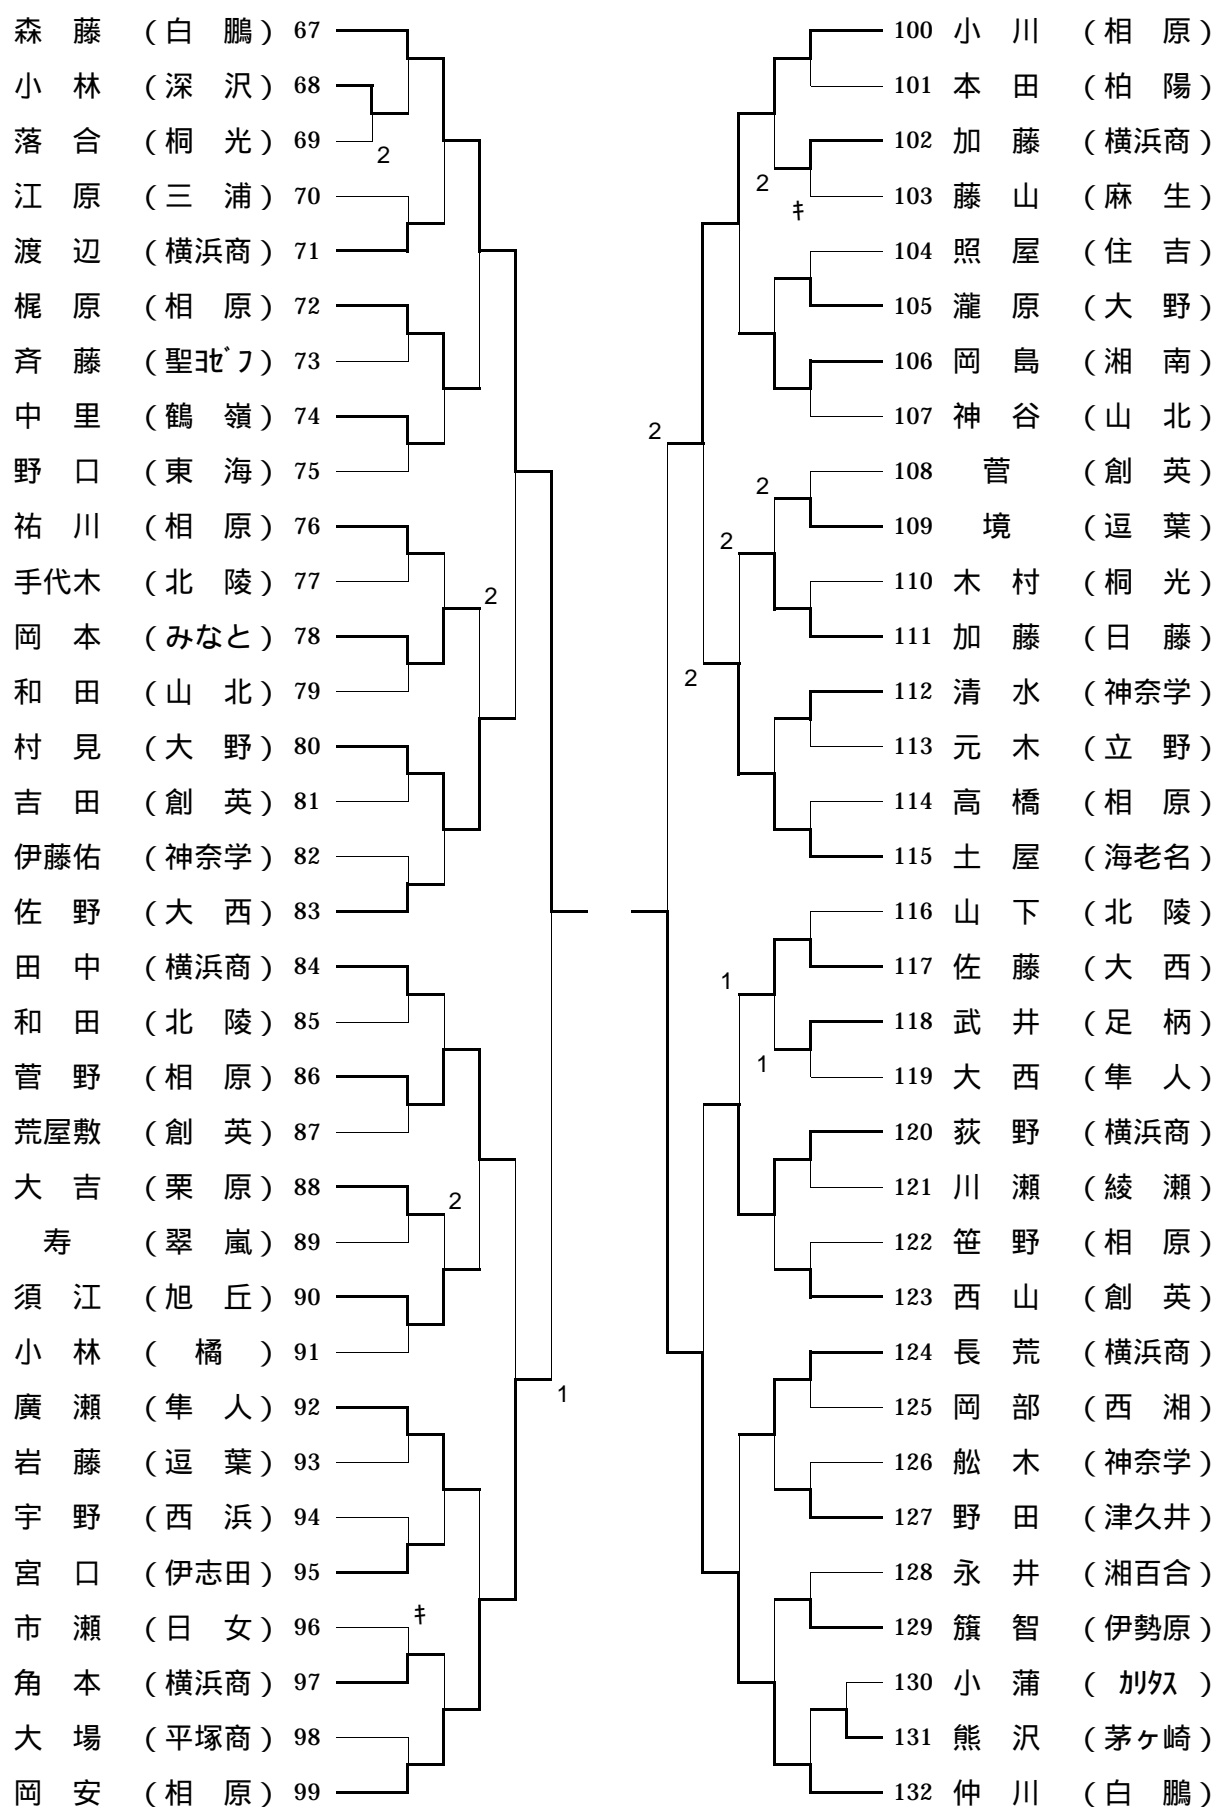 森　藤　（白　鵬）67
小　林　（深　沢）68
落　合　（桐　光）69
2
江　原　（三　浦）70
渡　辺　（横浜商）71
梶　原　（相　原）72
斉　藤　（聖ﾖｾﾞﾌ）73
中　里　（鶴　嶺）74
野　口　（東　海）75
祐　川　（相　原）76
手代木　（北　陵）77
2
岡　本　（みなと）78
和　田　（山　北）79
村　見　（大　野）80
吉　田　（創　英）81
伊藤佑　（神奈学）82
佐　野　（大　西）83
田　中　（横浜商）84
和　田　（北　陵）85
菅　野　（相　原）86
荒屋敷　（創　英）87
大　吉　（栗　原）88
2
寿　（翠　嵐）89
須　江　（旭　丘）90
小　林　（　橘　）91
1
廣　瀬　（隼　人）92
岩　藤　（逗　葉）93
宇　野　（西　浜）94
宮　口　（伊志田）95
ｷ
市　瀬　（日　女）96
角　本　（横浜商）97
大　場　（平塚商）98
岡　安　（相　原）99
100 小　川　（相　原）
101 本　田　（柏　陽）
102 加　藤　（横浜商）
2
103 藤　山　（麻　生）
ｷ
104 照　屋　（住　吉）
105 瀧　原　（大　野）
106 岡　島　（湘　南）
107 神　谷　（山　北）
2
108 菅　（創　英）
2
109 境　（逗　葉）
2
110 木　村　（桐　光）
111 加　藤　（日　藤）
2
112 清　水　（神奈学）
113 元　木　（立　野）
114 高　橋　（相　原）
115 土　屋　（海老名）
116 山　下　（北　陵）
117 佐　藤　（大　西）
1
118 武　井　（足　柄）
1
119 大　西　（隼　人）
120 荻　野　（横浜商）
121 川　瀬　（綾　瀬）
122 笹　野　（相　原）
123 西　山　（創　英）
124 長　荒　（横浜商）
125 岡　部　（西　湘）
126 舩　木　（神奈学）
127 野　田　（津久井）
128 永　井　（湘百合）
129 籏　智　（伊勢原）
130 小　蒲　（ｶﾘﾀｽ）
131 熊　沢　（茅ヶ崎）
132 仲　川　（白　鵬）